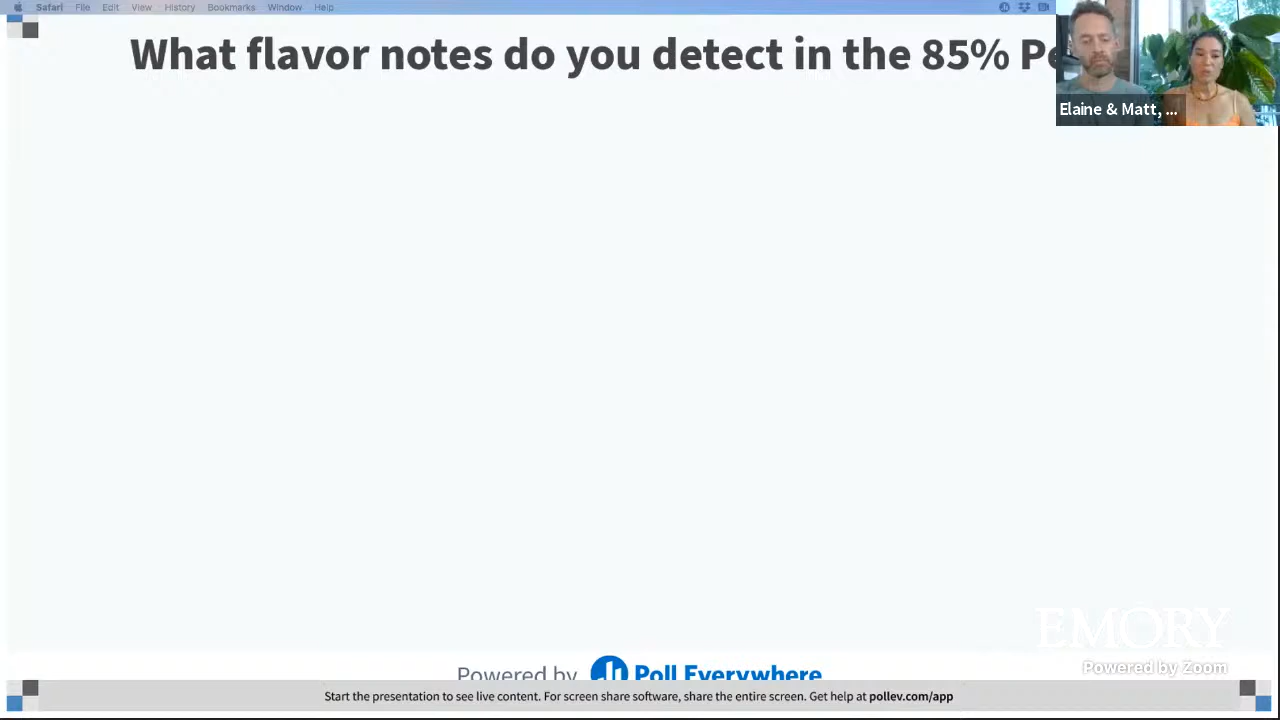 Safari File Edit View History Bookmarks Window Help
What flavor notes do you detect in the 85% Pe
Elaine & Matt, ...
EMORY
Powered by Zoom
Powered by Poll Everywhere
Start the presentation to see live content. For screen share software, share the entire screen. Get help at pollev.com/app